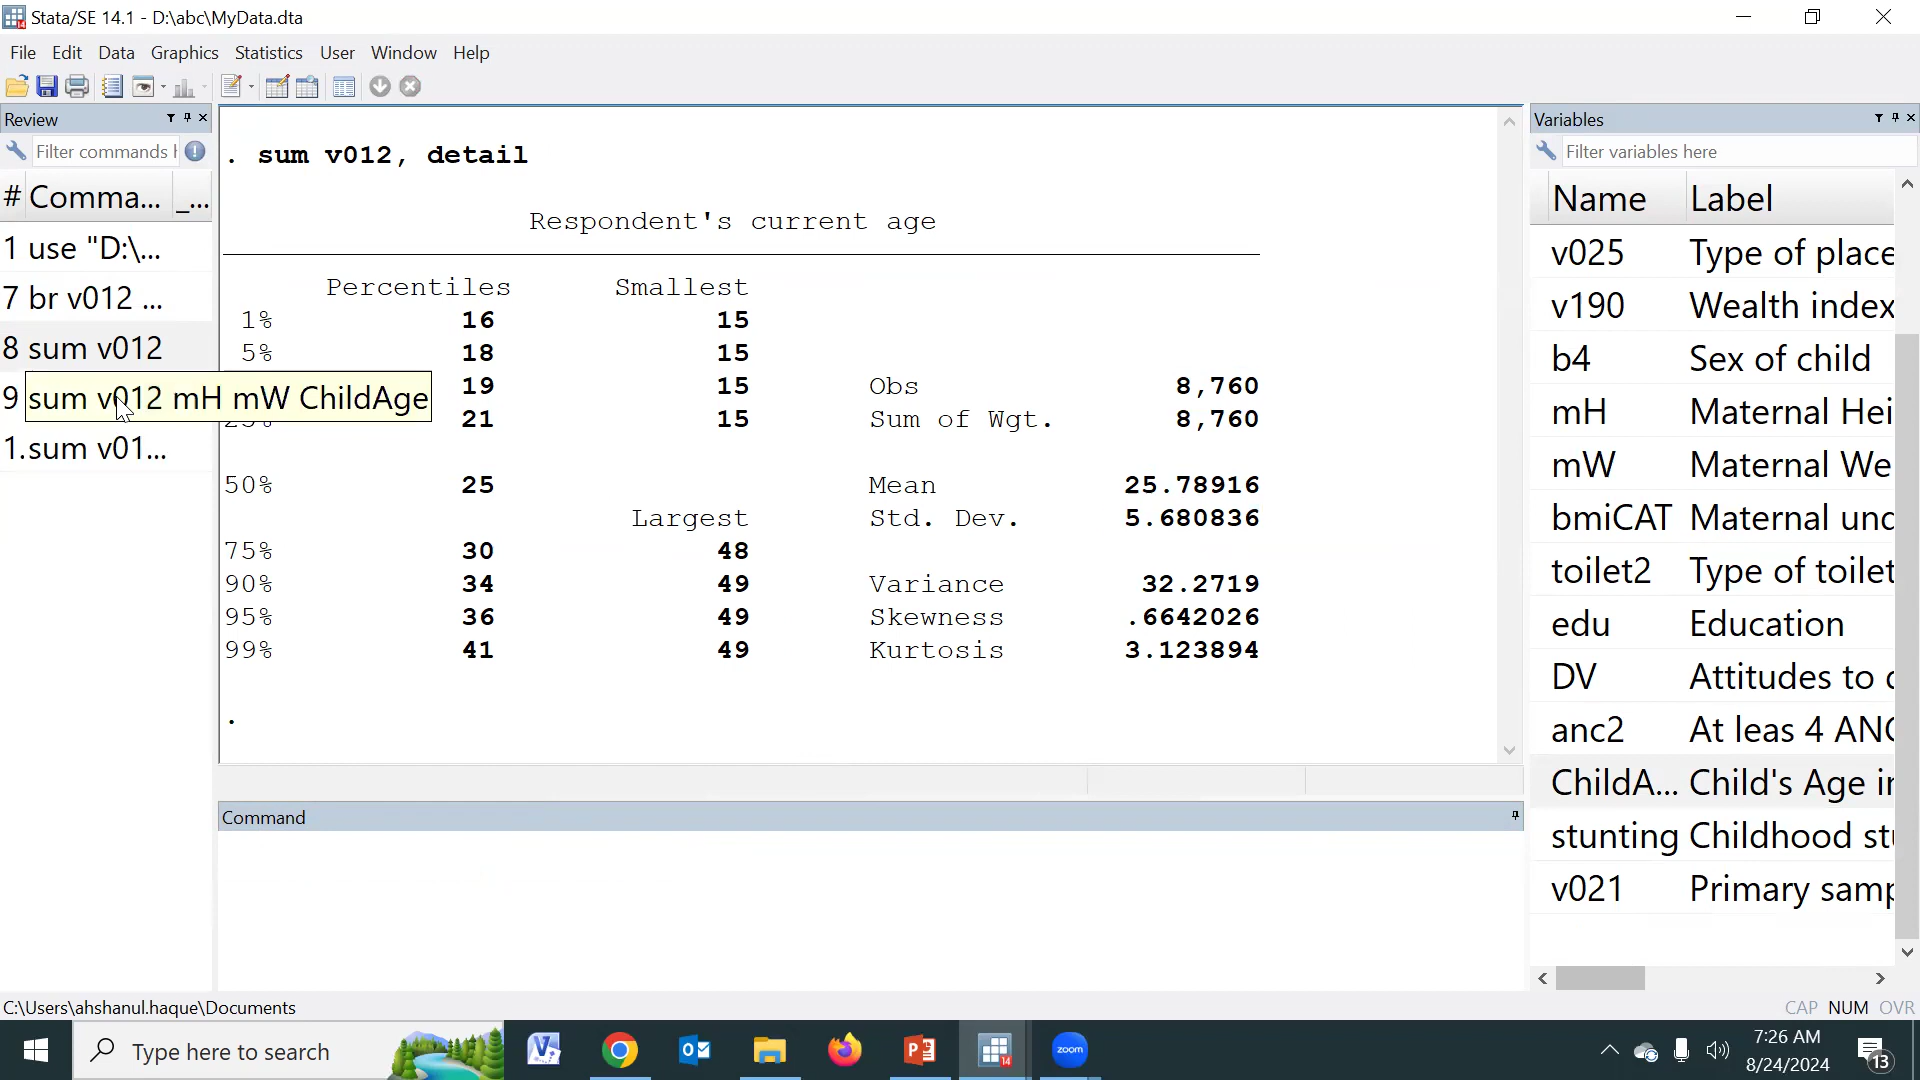 Stata/SE 14.1 - D:\abc\MyData.dta
File Edit Data Graphics Statistics User Window Help
Review
Filter commands h
# Comma... _...
1 use "D:\...
7 br v012 ...
8 sum v012
9 sum v012 mH mW ChildAge
1. sum v01...
. sum v012, detail
Respondent's current age
Percentiles Smallest
1% 16 15
5% 18 15
19 15 Obs 8,760
21 15 Sum of Wgt. 8,760
50% 25 Mean 25.78916
Largest Std. Dev. 5.680836
75% 30 48
90% 34 49 Variance 32.2719
95% 36 49 Skewness .6642026
99% 41 49 Kurtosis 3.123894
.
Command
Variables
Filter variables here
Name Label
v025 Type of place
v190 Wealth index
b4 Sex of child
mH Maternal Hei
mW Maternal We
bmiCAT Maternal und
toilet2 Type of toilet
edu Education
DV Attitudes to
anc2 At leas 4 ANC
ChildA... Child's Age in
stunting Childhood stu
v021 Primary samp
C:\Users\ahshanul.haque\Documents
CAP NUM OVR
Type here to search
zoom
14
7:26 AM
8/24/2024
13